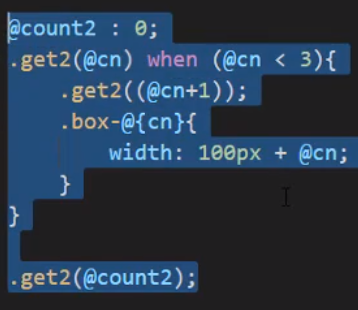 @count2 : 0;
.get2(@cn) when (@cn < 3){
    .get2((@cn+1));
    .box-@{cn}{
        width: 100px + @cn;
    }
}

.get2(@count2);